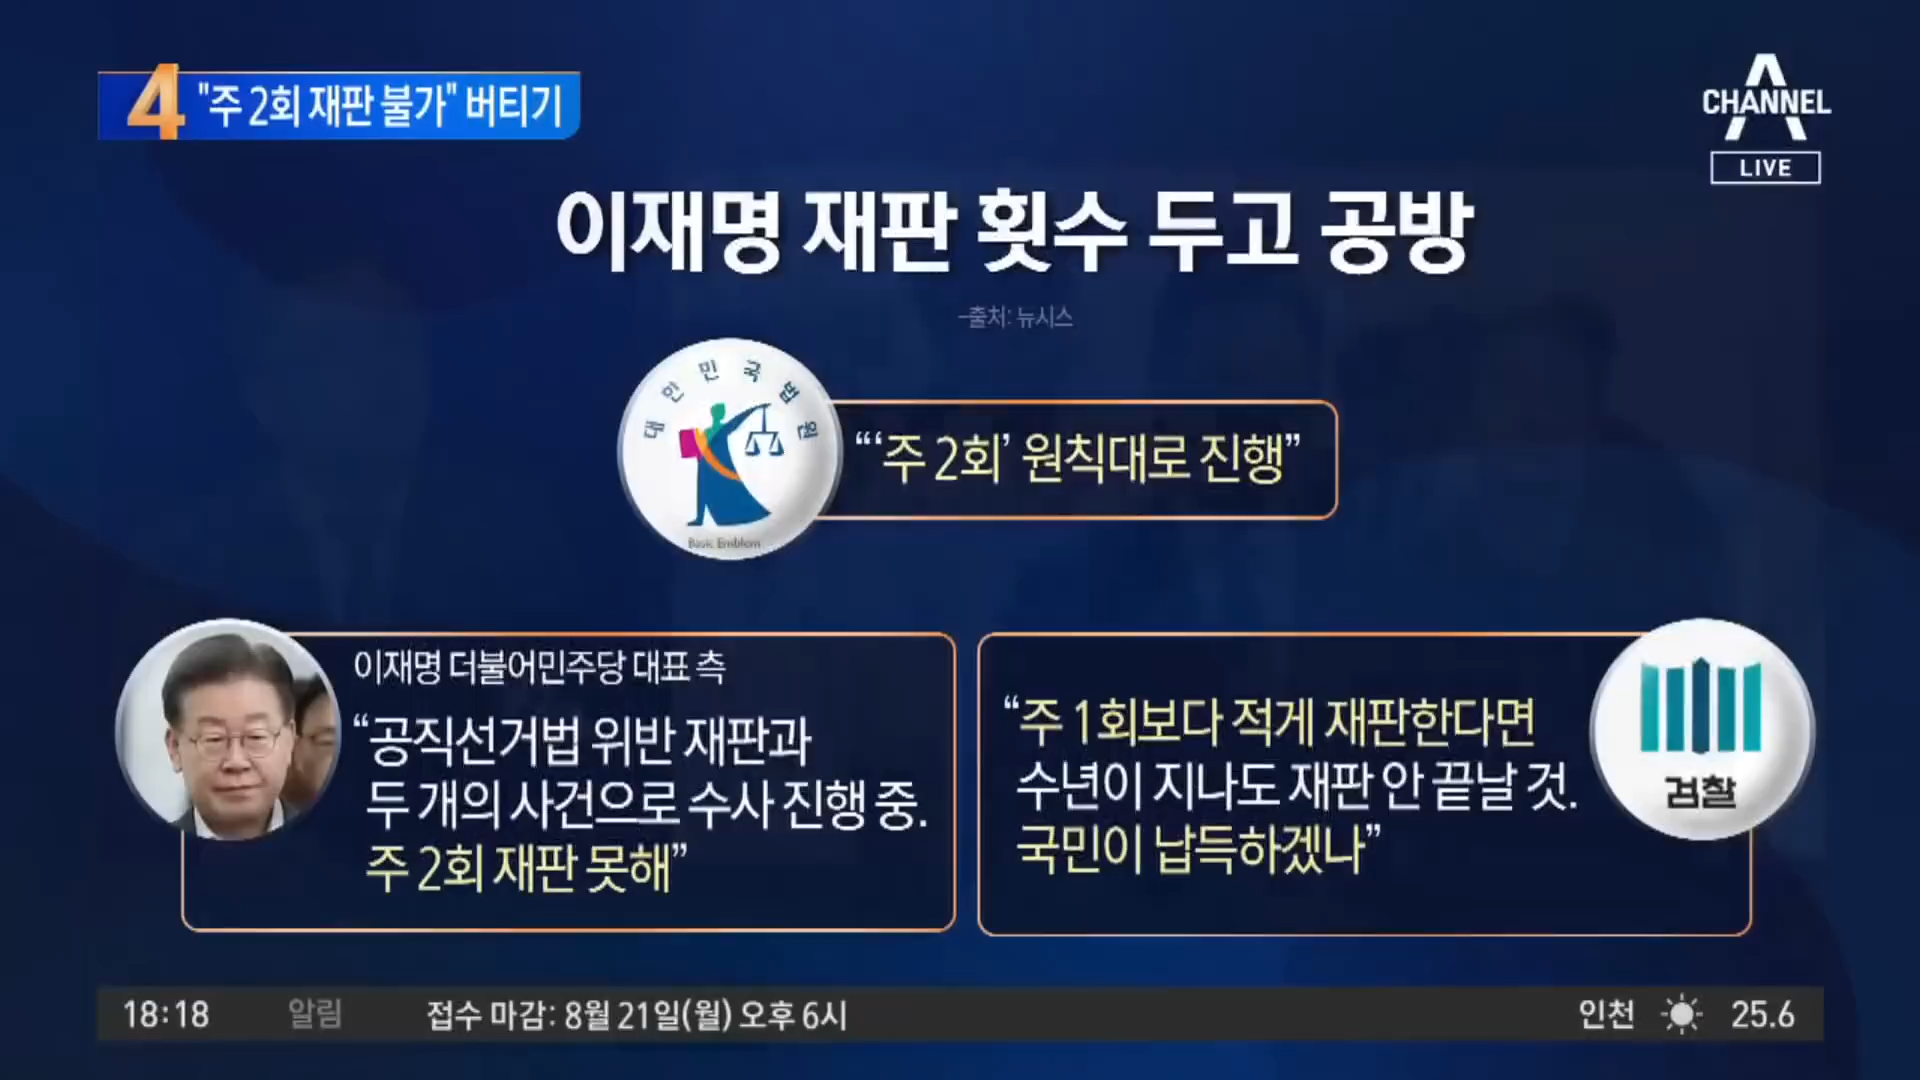 4 "주 2회 재판 불가" 버티기
CHANNEL A
LIVE
이재명 재판 횟수 두고 공방
-출처: 뉴시스
대한민국법원
Basic Emblem
“‘주 2회’ 원칙대로 진행”
이재명 더불어민주당 대표 측
“공직선거법 위반 재판과
두 개의 사건으로 수사 진행 중.
주 2회 재판 못해”
“주 1회보다 적게 재판한다면
수년이 지나도 재판 안 끝날 것.
국민이 납득하겠나”
검찰
18:18 알림 접수 마감: 8월 21일(월) 오후 6시 인천 25.6